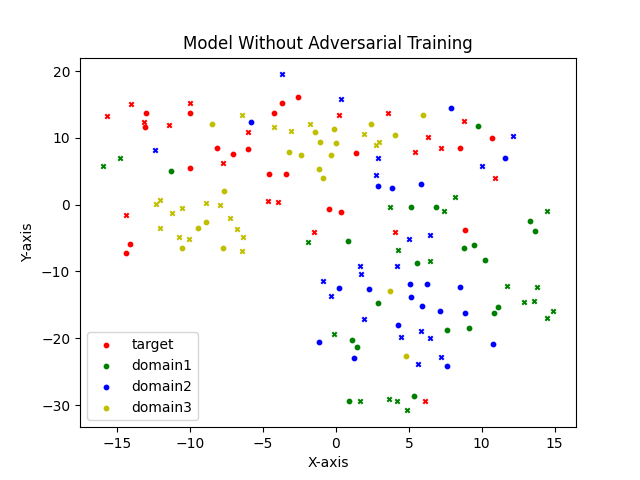 Model Without Adversarial Training
20
10
0
−10
−20
−30
Y-axis
target
domain1
domain2
domain3
−15 −10 −5 0 5 10 15
X-axis